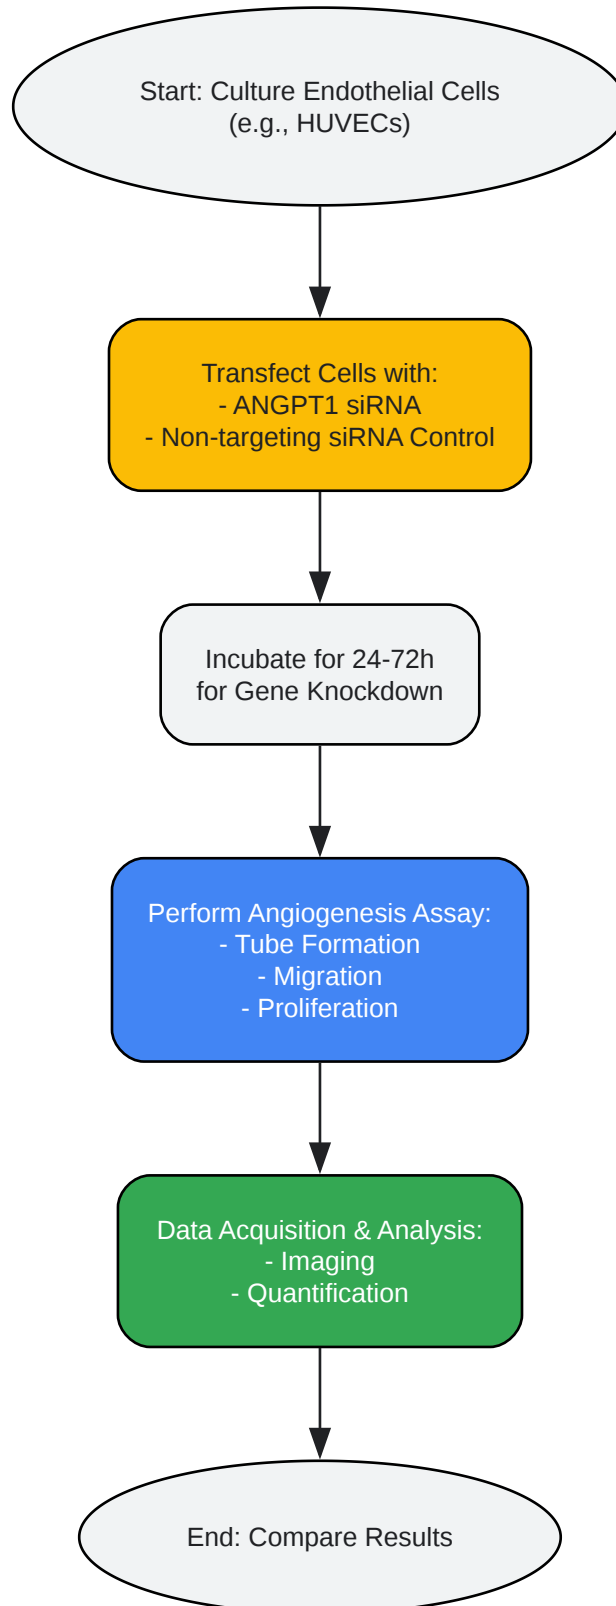 Start: Culture Endothelial Cells
(e.g., HUVECs)
Transfect Cells with:
- ANGPT1 siRNA
- Non-targeting siRNA Control
Incubate for 24-72h
for Gene Knockdown
Perform Angiogenesis Assay:
- Tube Formation
- Migration
- Proliferation
Data Acquisition & Analysis:
- Imaging
- Quantification
End: Compare Results